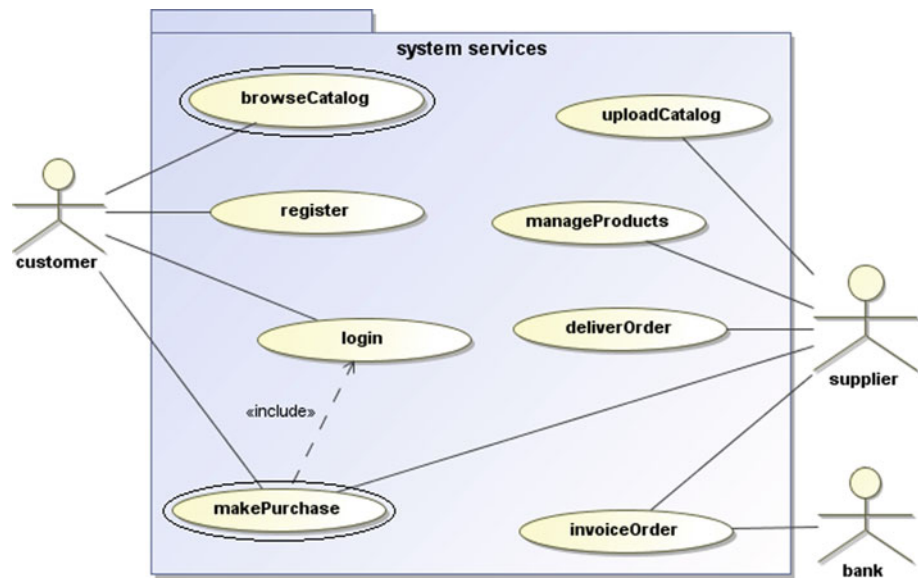 system services
browseCatalog
uploadCatalog
register
manageProducts
customer
login
deliverOrder
supplier
«include»
makePurchase
invoiceOrder
bank